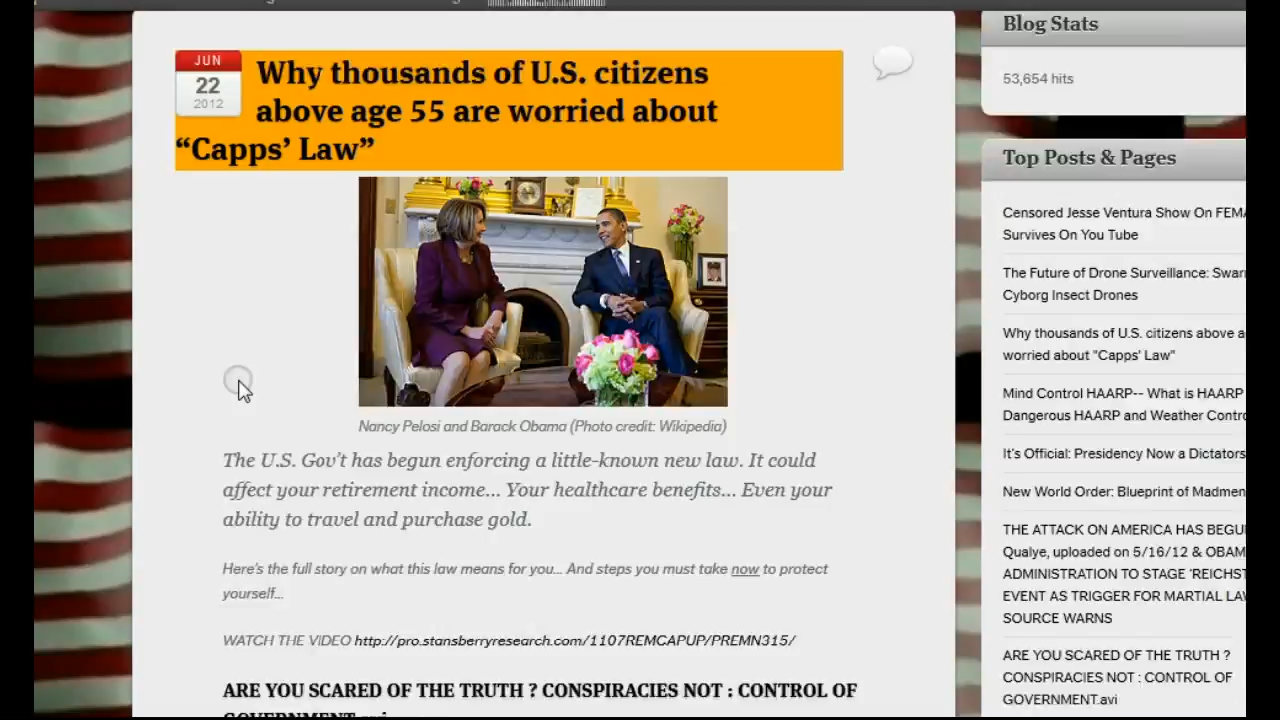 Blog Stats
JUN
22
2012
Why thousands of U.S. citizens
above age 55 are worried about
“Capps’ Law”
53,654 hits
Top Posts & Pages
Censored Jesse Ventura Show On FEMA
Survives On You Tube
The Future of Drone Surveillance: Swar
Cyborg Insect Drones
Why thousands of U.S. citizens above a
worried about "Capps' Law"
Mind Control HAARP-- What is HAARP
Dangerous HAARP and Weather Contro
It's Official: Presidency Now a Dictators
New World Order: Blueprint of Madmen
THE ATTACK ON AMERICA HAS BEGU
Qualye, uploaded on 5/16/12 & OBAM
ADMINISTRATION TO STAGE 'REICHST
EVENT AS TRIGGER FOR MARTIAL LAW
SOURCE WARNS
ARE YOU SCARED OF THE TRUTH ?
CONSPIRACIES NOT : CONTROL OF
GOVERNMENT.avi
Nancy Pelosi and Barack Obama (Photo credit: Wikipedia)
The U.S. Gov’t has begun enforcing a little-known new law. It could
affect your retirement income… Your healthcare benefits… Even your
ability to travel and purchase gold.
Here’s the full story on what this law means for you… And steps you must take now to protect
yourself…
WATCH THE VIDEO http://pro.stansberryresearch.com/1107REMCAPUP/PREMN315/
ARE YOU SCARED OF THE TRUTH ? CONSPIRACIES NOT : CONTROL OF
GOVERNMENT.avi